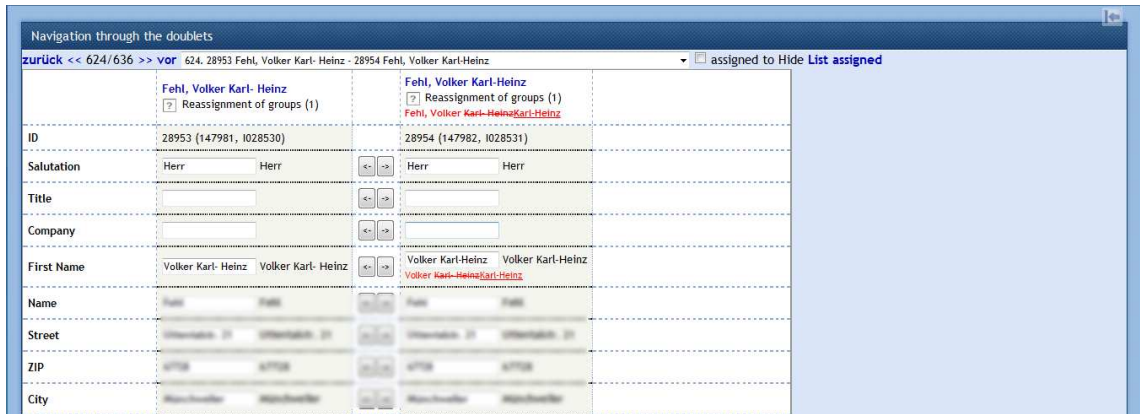 Navigation through the doublets
zurück << 624/636 >> vor 624. 28953 Fehl, Volker Karl- Heinz - 28954 Fehl, Volker Karl-Heinz assigned to Hide List assigned
Fehl, Volker Karl- Heinz Fehl, Volker Karl-Heinz
? Reassignment of groups (1) ? Reassignment of groups (1)
Fehl, Volker Karl- HeinzKarl-Heinz
ID 28953 (147981, I028530) 28954 (147982, I028531)
Salutation Herr Herr <- -> Herr Herr
Title <- ->
Company <- ->
First Name Volker Karl- Heinz Volker Karl- Heinz <- -> Volker Karl-Heinz Volker Karl-Heinz
Volker Karl- HeinzKarl-Heinz
Name
Street
ZIP
City